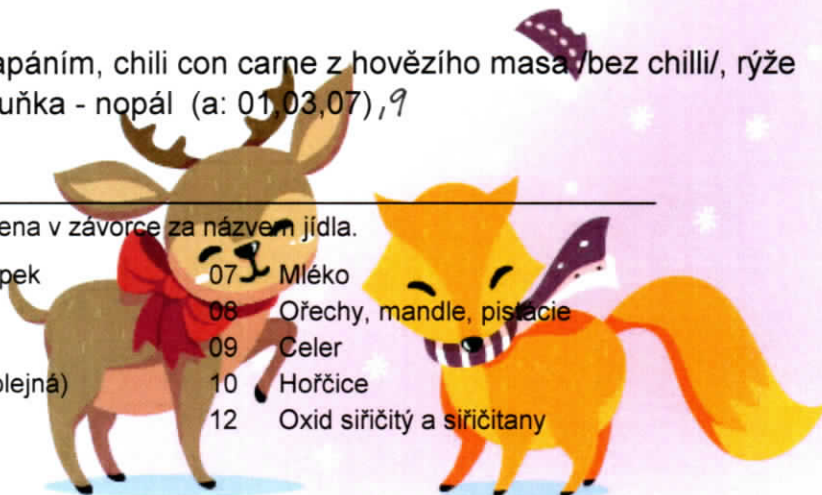 apáním, chili con carne z hovězího masa /bez chilli/, rýže
uňka - nopál (a: 01,03,07),9
ena v závorce za názvem jídla.
pek 07 Mléko
08 Ořechy, mandle, pistácie
09 Celer
olejná) 10 Hořčice
12 Oxid siřičitý a siřičitany